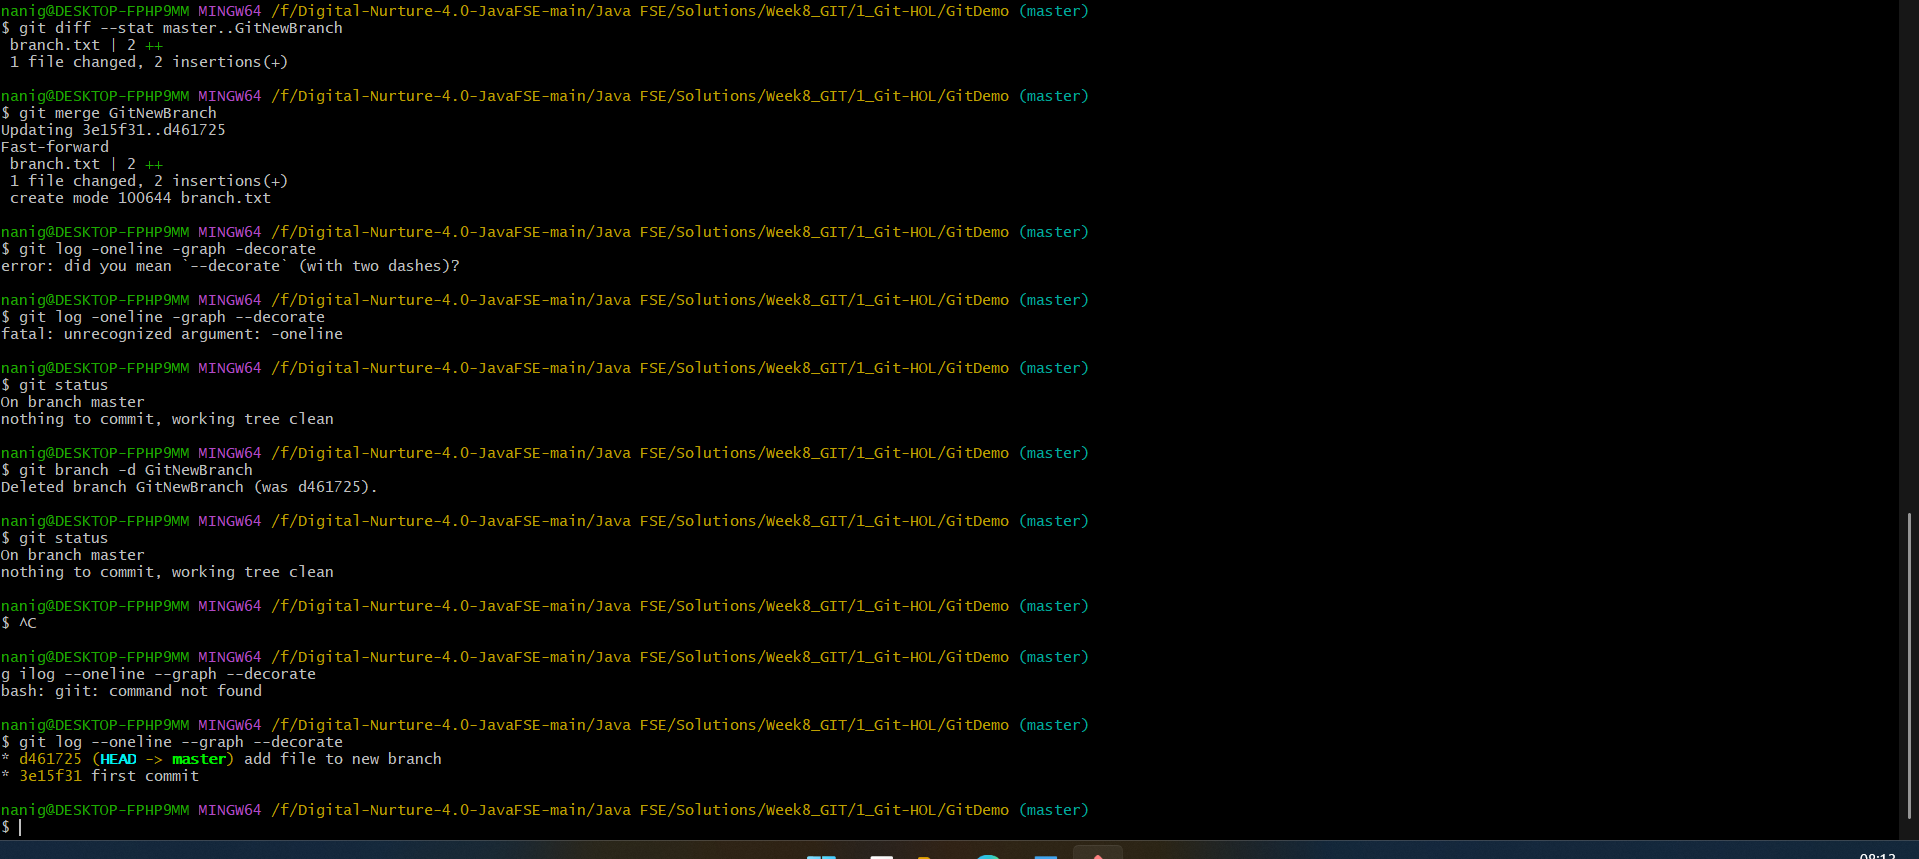 nanig@DESKTOP-FPHP9MM MINGW64 /f/Digital-Nurture-4.0-JavaFSE-main/Java FSE/Solutions/Week8_GIT/1_Git-HOL/GitDemo (master)
$ git diff --stat master..GitNewBranch
 branch.txt | 2 ++
 1 file changed, 2 insertions(+)

nanig@DESKTOP-FPHP9MM MINGW64 /f/Digital-Nurture-4.0-JavaFSE-main/Java FSE/Solutions/Week8_GIT/1_Git-HOL/GitDemo (master)
$ git merge GitNewBranch
Updating 3e15f31..d461725
Fast-forward
 branch.txt | 2 ++
 1 file changed, 2 insertions(+)
 create mode 100644 branch.txt

nanig@DESKTOP-FPHP9MM MINGW64 /f/Digital-Nurture-4.0-JavaFSE-main/Java FSE/Solutions/Week8_GIT/1_Git-HOL/GitDemo (master)
$ git log -oneline -graph -decorate
error: did you mean `--decorate` (with two dashes)?

nanig@DESKTOP-FPHP9MM MINGW64 /f/Digital-Nurture-4.0-JavaFSE-main/Java FSE/Solutions/Week8_GIT/1_Git-HOL/GitDemo (master)
$ git log -oneline -graph --decorate
fatal: unrecognized argument: -oneline

nanig@DESKTOP-FPHP9MM MINGW64 /f/Digital-Nurture-4.0-JavaFSE-main/Java FSE/Solutions/Week8_GIT/1_Git-HOL/GitDemo (master)
$ git status
On branch master
nothing to commit, working tree clean

nanig@DESKTOP-FPHP9MM MINGW64 /f/Digital-Nurture-4.0-JavaFSE-main/Java FSE/Solutions/Week8_GIT/1_Git-HOL/GitDemo (master)
$ git branch -d GitNewBranch
Deleted branch GitNewBranch (was d461725).

nanig@DESKTOP-FPHP9MM MINGW64 /f/Digital-Nurture-4.0-JavaFSE-main/Java FSE/Solutions/Week8_GIT/1_Git-HOL/GitDemo (master)
$ git status
On branch master
nothing to commit, working tree clean

nanig@DESKTOP-FPHP9MM MINGW64 /f/Digital-Nurture-4.0-JavaFSE-main/Java FSE/Solutions/Week8_GIT/1_Git-HOL/GitDemo (master)
$ ^C

nanig@DESKTOP-FPHP9MM MINGW64 /f/Digital-Nurture-4.0-JavaFSE-main/Java FSE/Solutions/Week8_GIT/1_Git-HOL/GitDemo (master)
g ilog --oneline --graph --decorate
bash: giit: command not found

nanig@DESKTOP-FPHP9MM MINGW64 /f/Digital-Nurture-4.0-JavaFSE-main/Java FSE/Solutions/Week8_GIT/1_Git-HOL/GitDemo (master)
$ git log --oneline --graph --decorate
* d461725 (HEAD -> master) add file to new branch
* 3e15f31 first commit

nanig@DESKTOP-FPHP9MM MINGW64 /f/Digital-Nurture-4.0-JavaFSE-main/Java FSE/Solutions/Week8_GIT/1_Git-HOL/GitDemo (master)
$